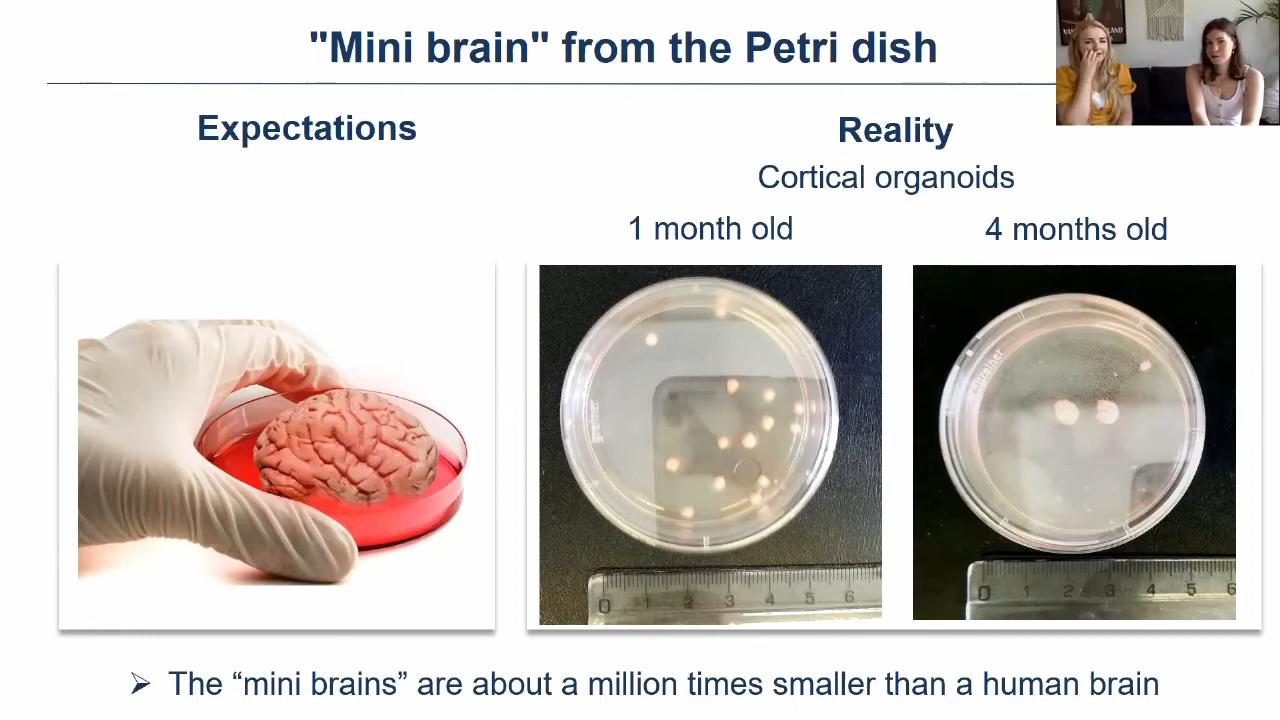 "Mini brain" from the Petri dish
Expectations
Reality
Cortical organoids
1 month old
4 months old
0 1 2 3 4 5 6
0 1 2 3 4 5 6
➢ The “mini brains” are about a million times smaller than a human brain